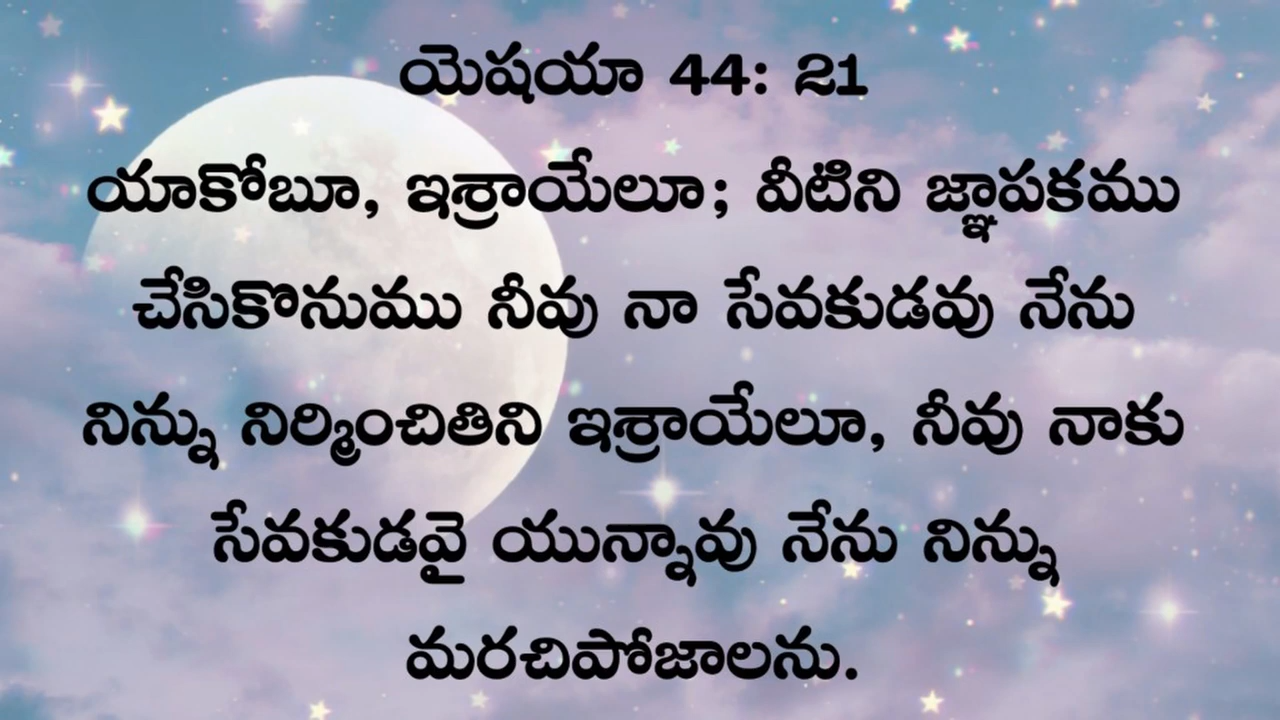 యెషయా 44: 21
యాకోబూ, ఇశ్రాయేలూ; వీటిని జ్ఞాపకము
చేసికొనుము నీవు నా సేవకుడవు నేను
నిన్ను నిర్మించితిని ఇశ్రాయేలూ, నీవు నాకు
సేవకుడవై యున్నావు నేను నిన్ను
మరచిపోజాలను.